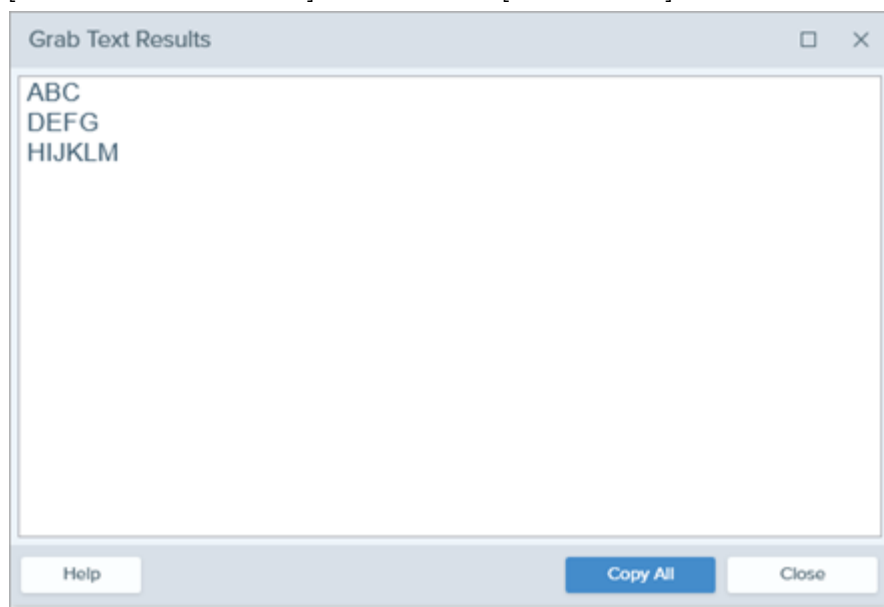 Grab Text Results
ABC
DEFG
HIJKLM
Help
Copy All
Close